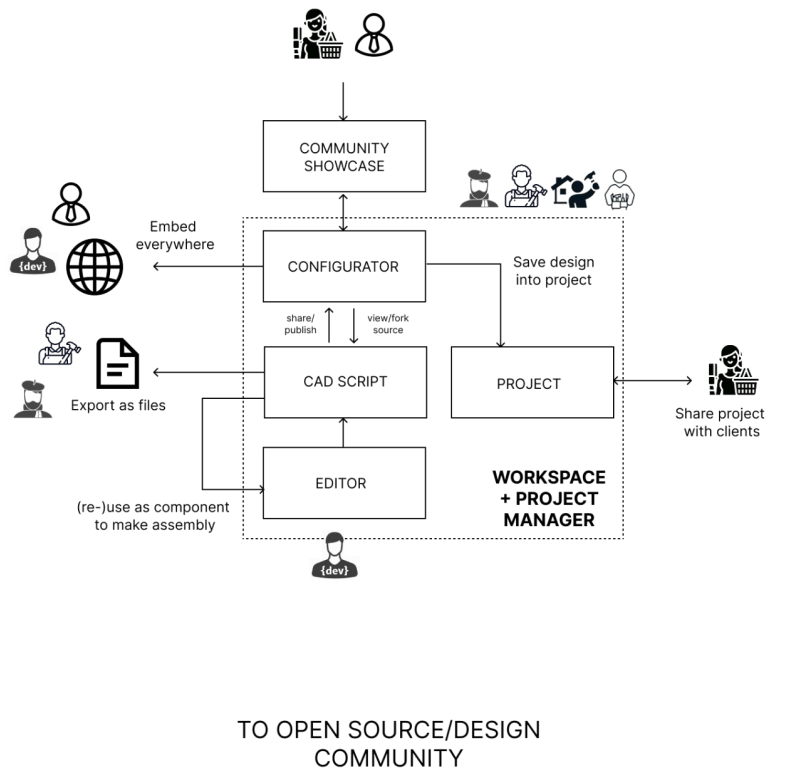 COMMUNITY
SHOWCASE
Embed
everywhere
{dev}
CONFIGURATOR
Save design
into project
share/
publish
view/fork
source
CAD SCRIPT
PROJECT
Export as files
Share project
with clients
EDITOR
WORKSPACE
+ PROJECT
MANAGER
(re-)use as component
to make assembly
{dev}
TO OPEN SOURCE/DESIGN
COMMUNITY